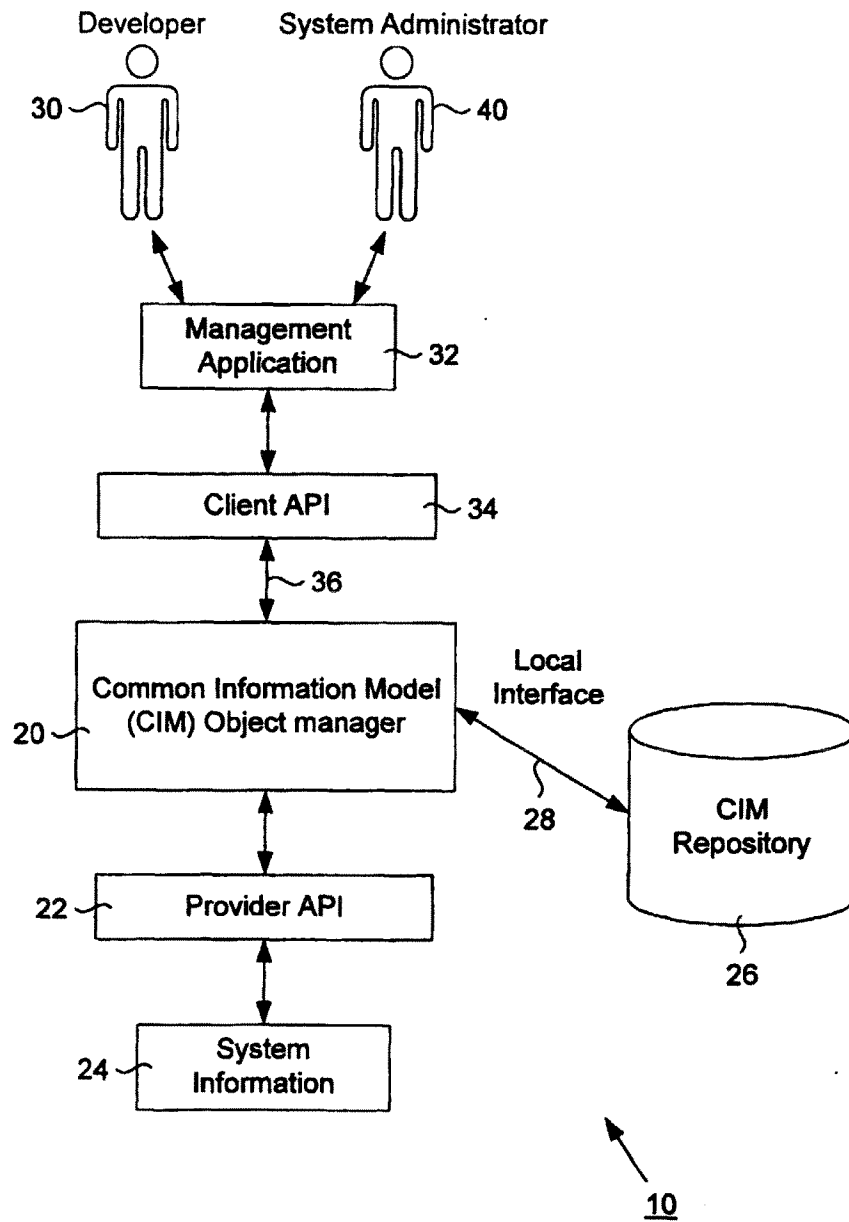 Developer
System Administrator
30
40
Management
Application
32
Client API
34
36
Common Information Model
(CIM) Object manager
20
Local
Interface
28
CIM
Repository
26
22
Provider API
24
System
Information
10